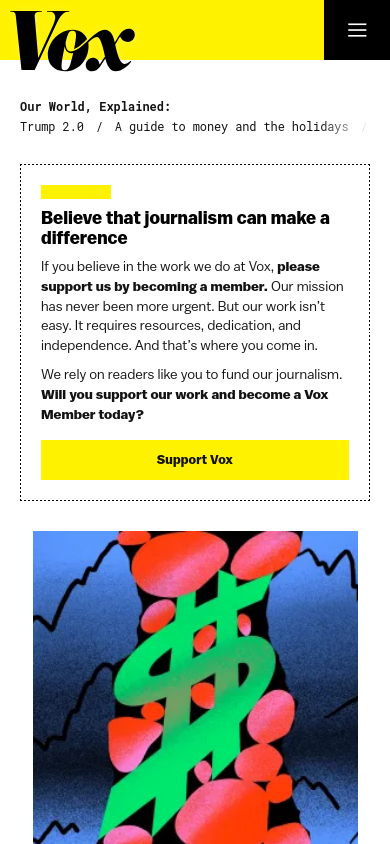 Vox
Our World, Explained:
Trump 2.0 / A guide to money and the holidays /
Believe that journalism can make a
difference
If you believe in the work we do at Vox, please
support us by becoming a member. Our mission
has never been more urgent. But our work isn't
easy. It requires resources, dedication, and
independence. And that's where you come in.
We rely on readers like you to fund our journalism.
Will you support our work and become a Vox
Member today?
Support Vox
$